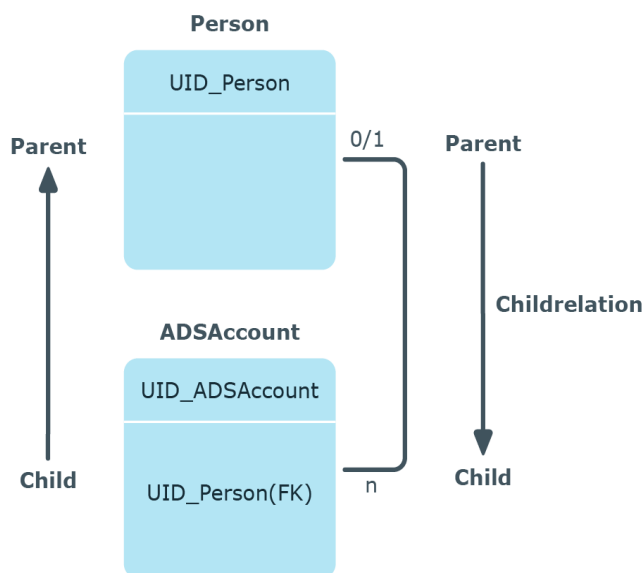 Person
UID_Person
Parent
0/1
Parent
Childrelation
ADSAccount
UID_ADSAccount
Child
UID_Person(FK)
n
Child